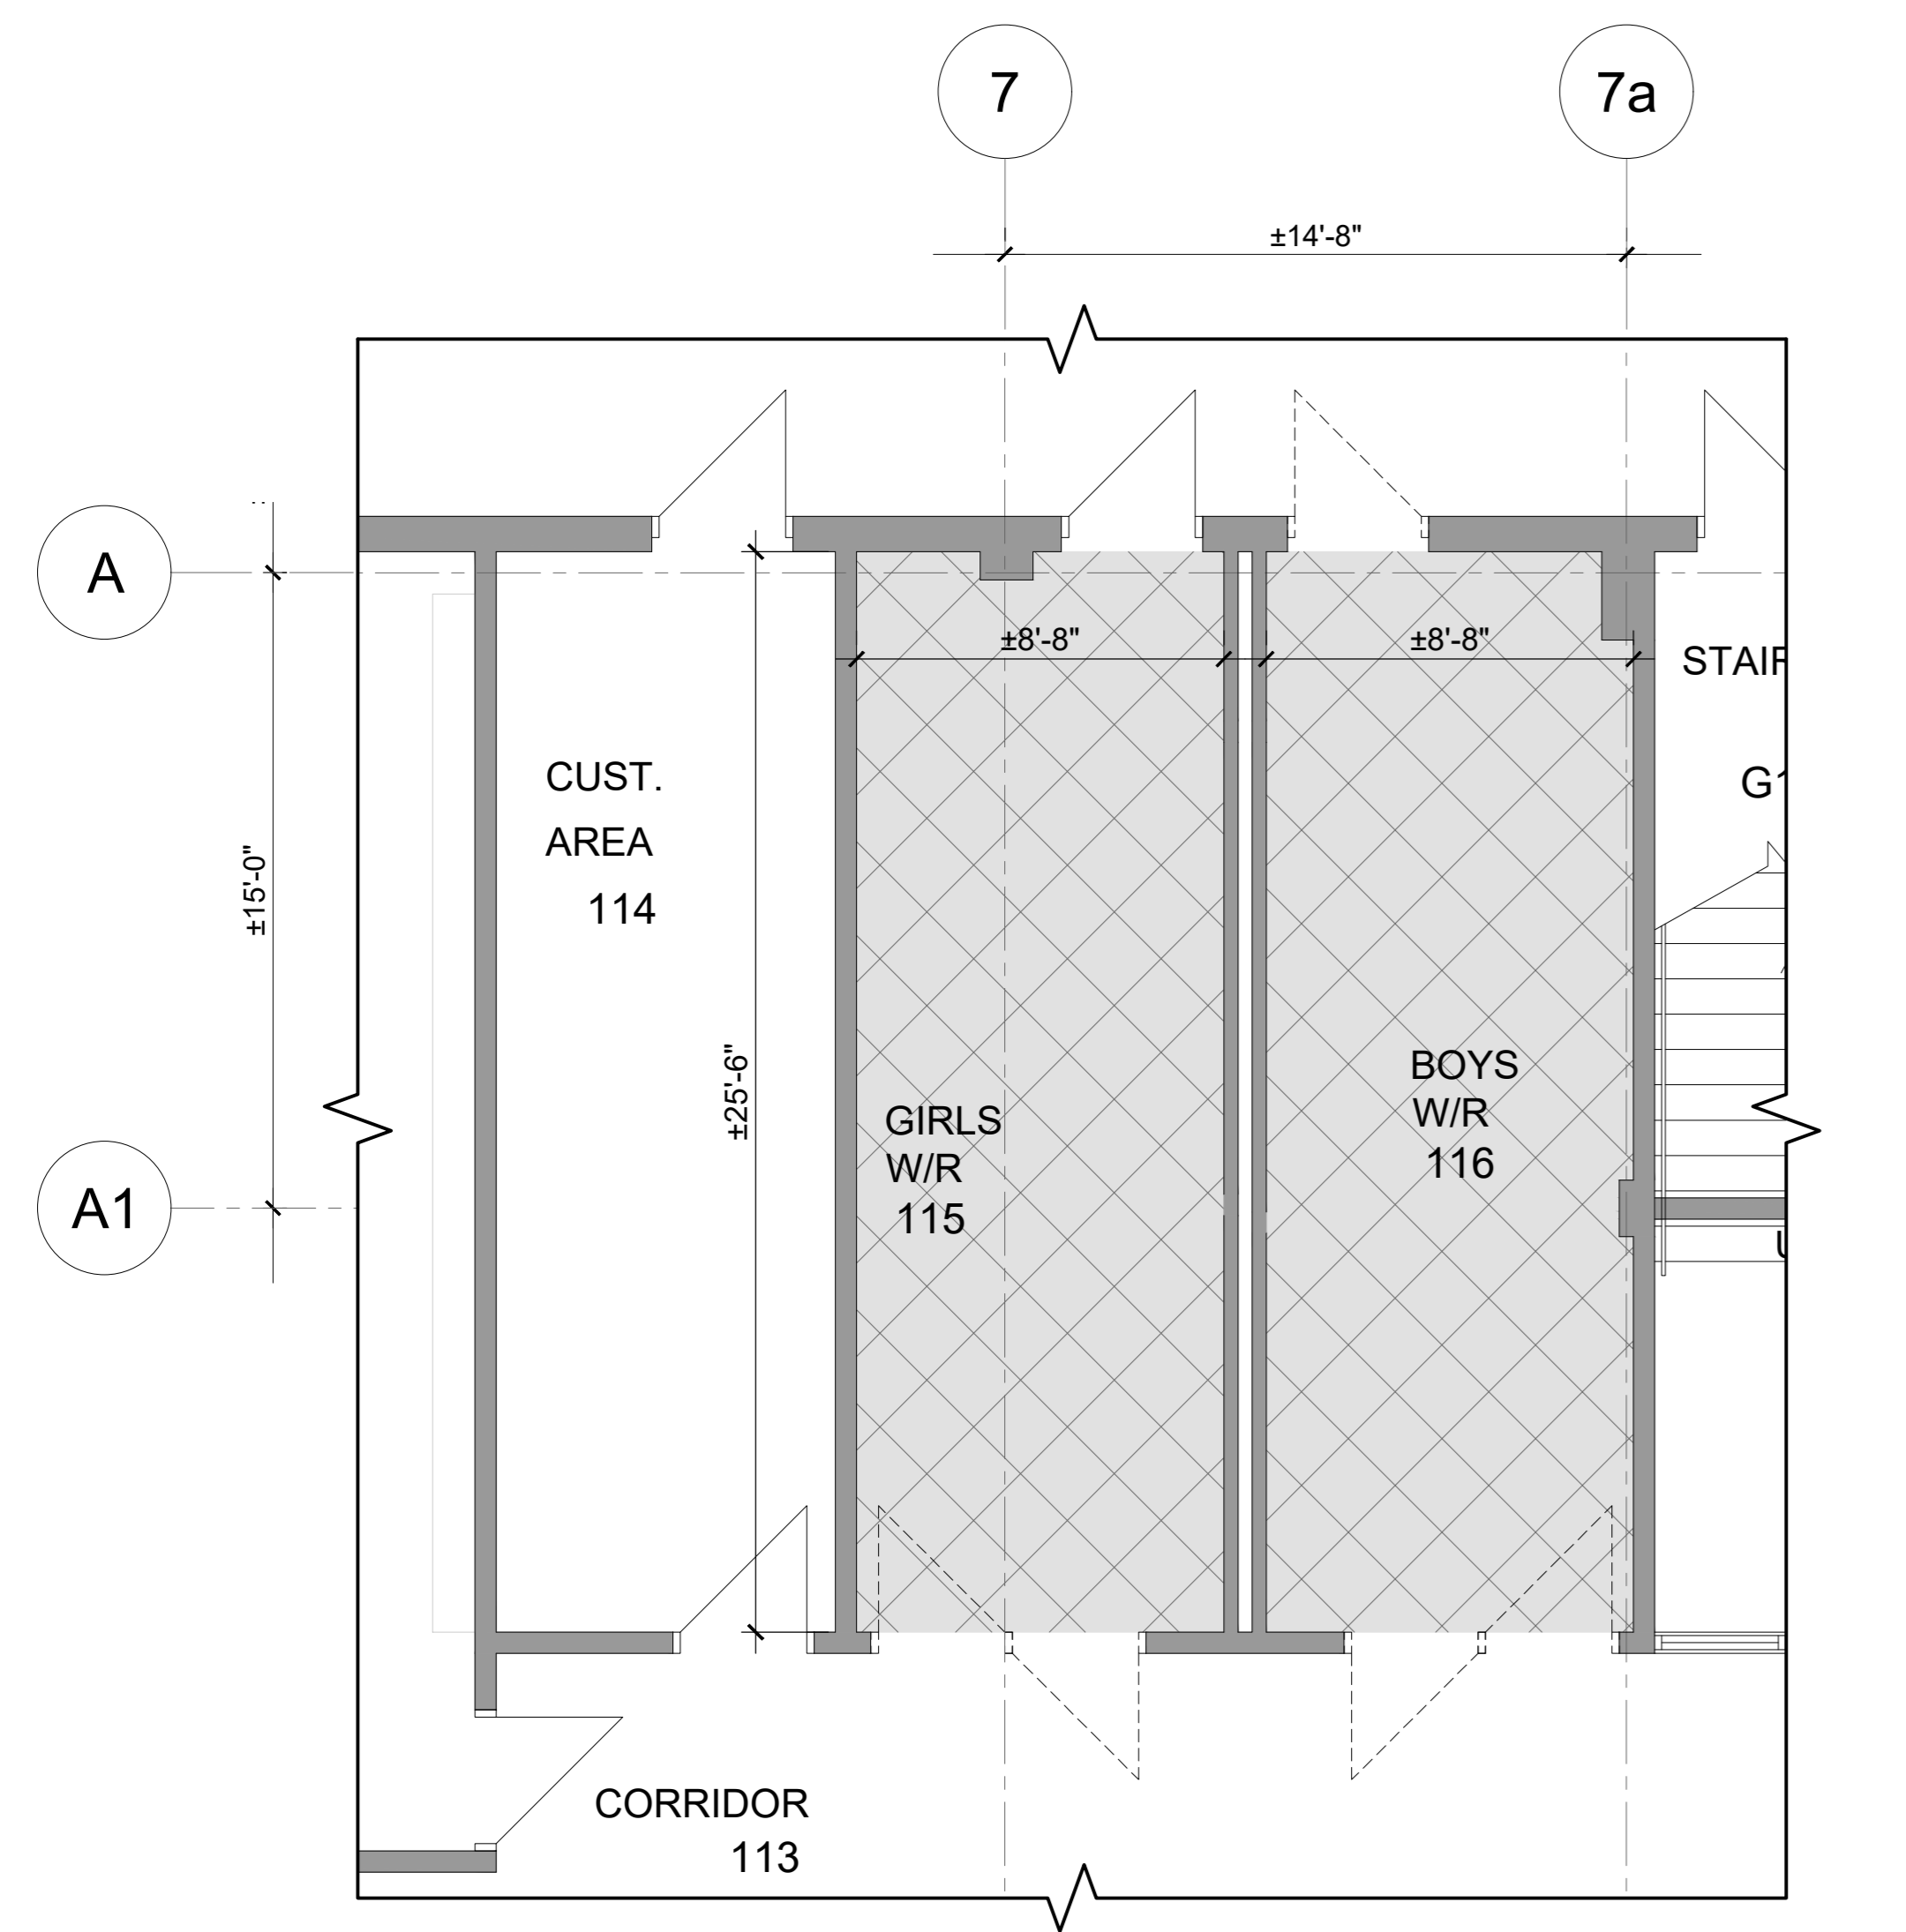 7
7a
±14'-8"
A
±8'-8"
±8'-8"
CUST.
AREA
114
±15'-0"
±25'-6"
GIRLS
W/R
115
BOYS
W/R
116
A1
CORRIDOR
113